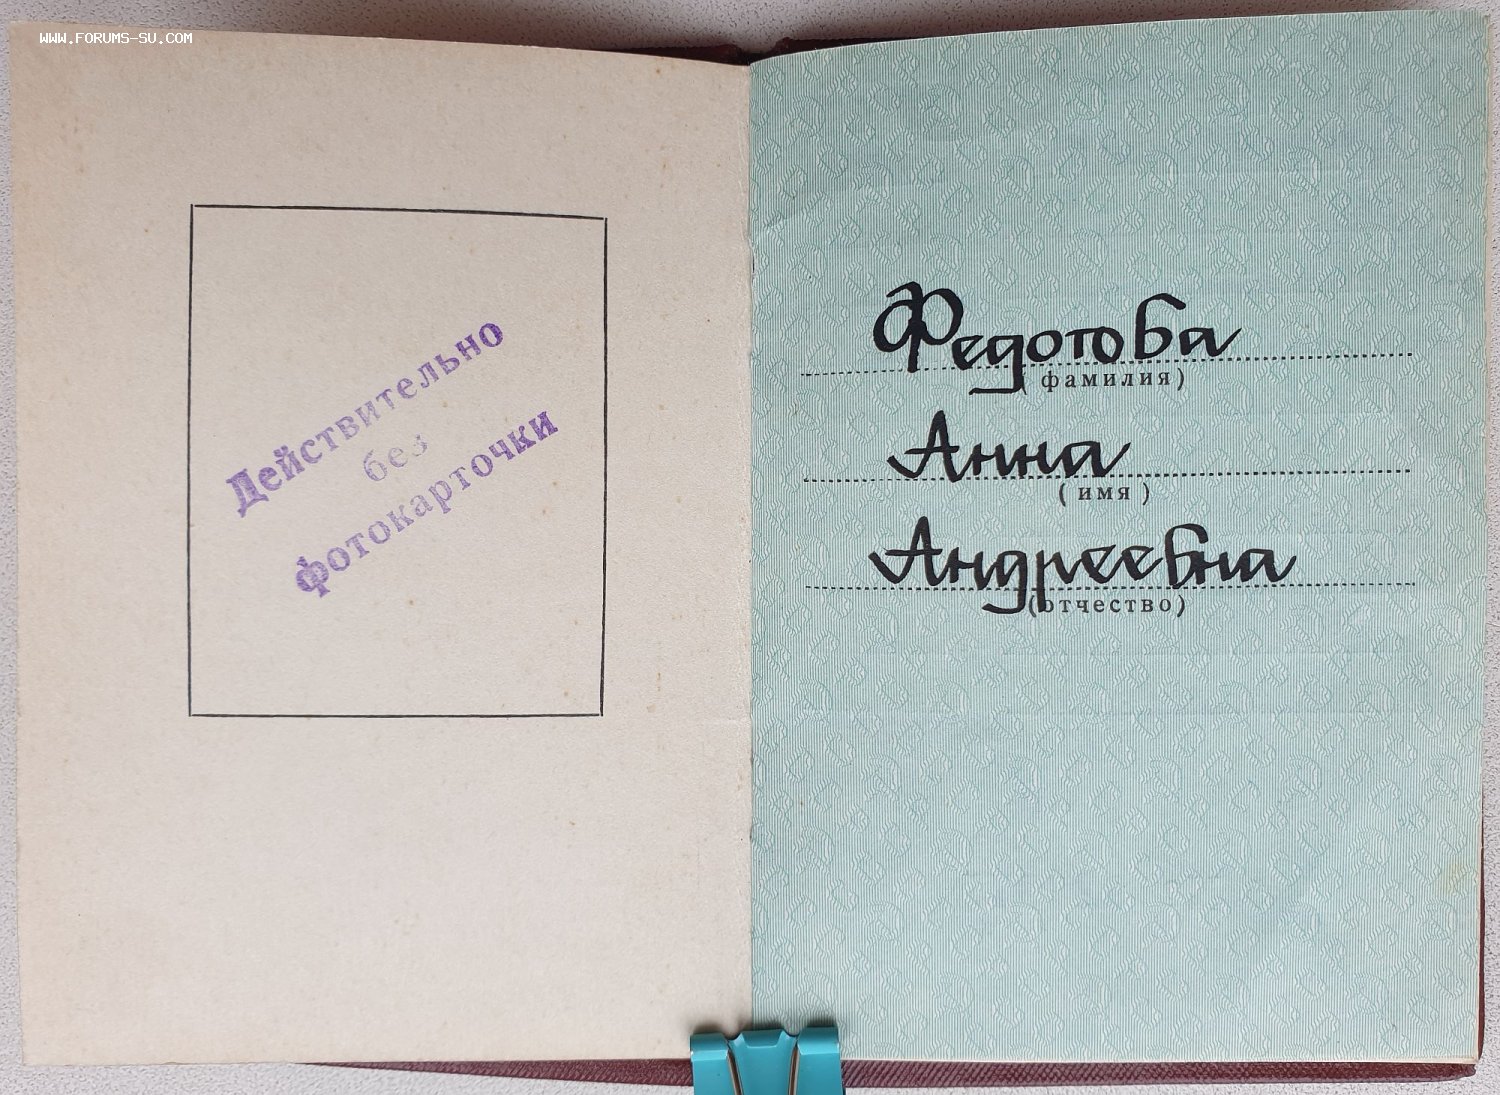 WWW.FORUMS-SU.COM
Действительно
без
фотокарточки
Федотова
(фамилия)
Анна
(имя)
Андреевна
(отчество)